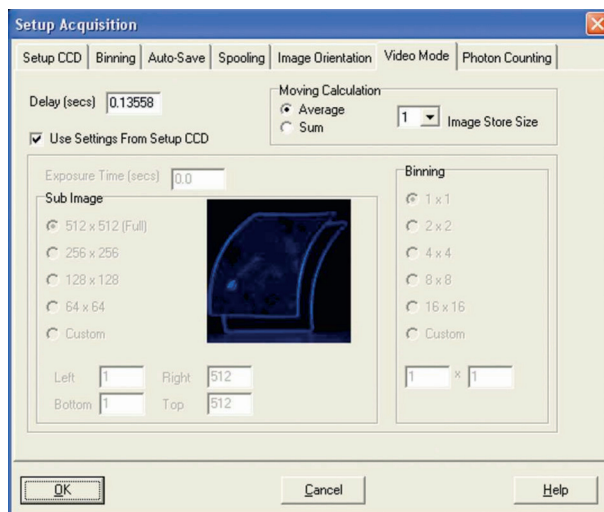 Setup Acquisition
Setup CCD Binning Auto-Save Spooling Image Orientation Video Mode Photon Counting
Delay (secs) 0.13558
Moving Calculation
Average
Sum
1 Image Store Size
Use Settings From Setup CCD
Exposure Time (secs) 0.0
Sub Image
512 x 512 (Full)
256 x 256
128 x 128
64 x 64
Custom
Left 1 Right 512
Bottom 1 Top 512
Binning
1 x 1
2 x 2
4 x 4
8 x 8
16 x 16
Custom
1 x 1
OK Cancel Help